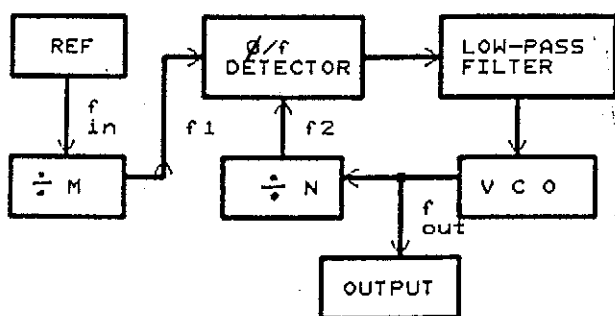 REF
ø/f
DETECTOR
LOW-PASS
FILTER
f
in
f1
f2
÷ M
÷ N
V C O
f
out
OUTPUT